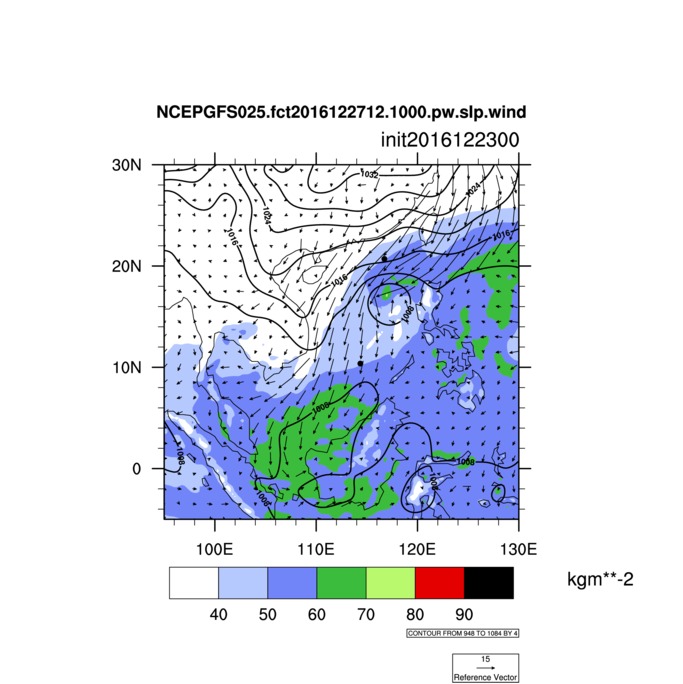 NCEPGFS025.fct2016122712.1000.pw.slp.wind
init2016122300
30N
20N
10N
0
100E
110E
120E
130E
1032
1024
1024
1016
1016
1016
1008
1008
1008
1008
1008
kgm**-2
40
50
60
70
80
90
CONTOUR FROM 948 TO 1084 BY 4
15
Reference Vector